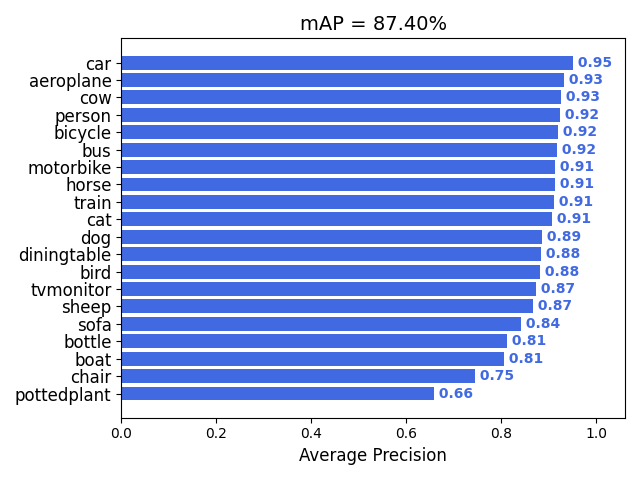 mAP = 87.40%
car 0.95
aeroplane 0.93
cow 0.93
person 0.92
bicycle 0.92
bus 0.92
motorbike 0.91
horse 0.91
train 0.91
cat 0.91
dog 0.89
diningtable 0.88
bird 0.88
tvmonitor 0.87
sheep 0.87
sofa 0.84
bottle 0.81
boat 0.81
chair 0.75
pottedplant 0.66
0.0 0.2 0.4 0.6 0.8 1.0
Average Precision